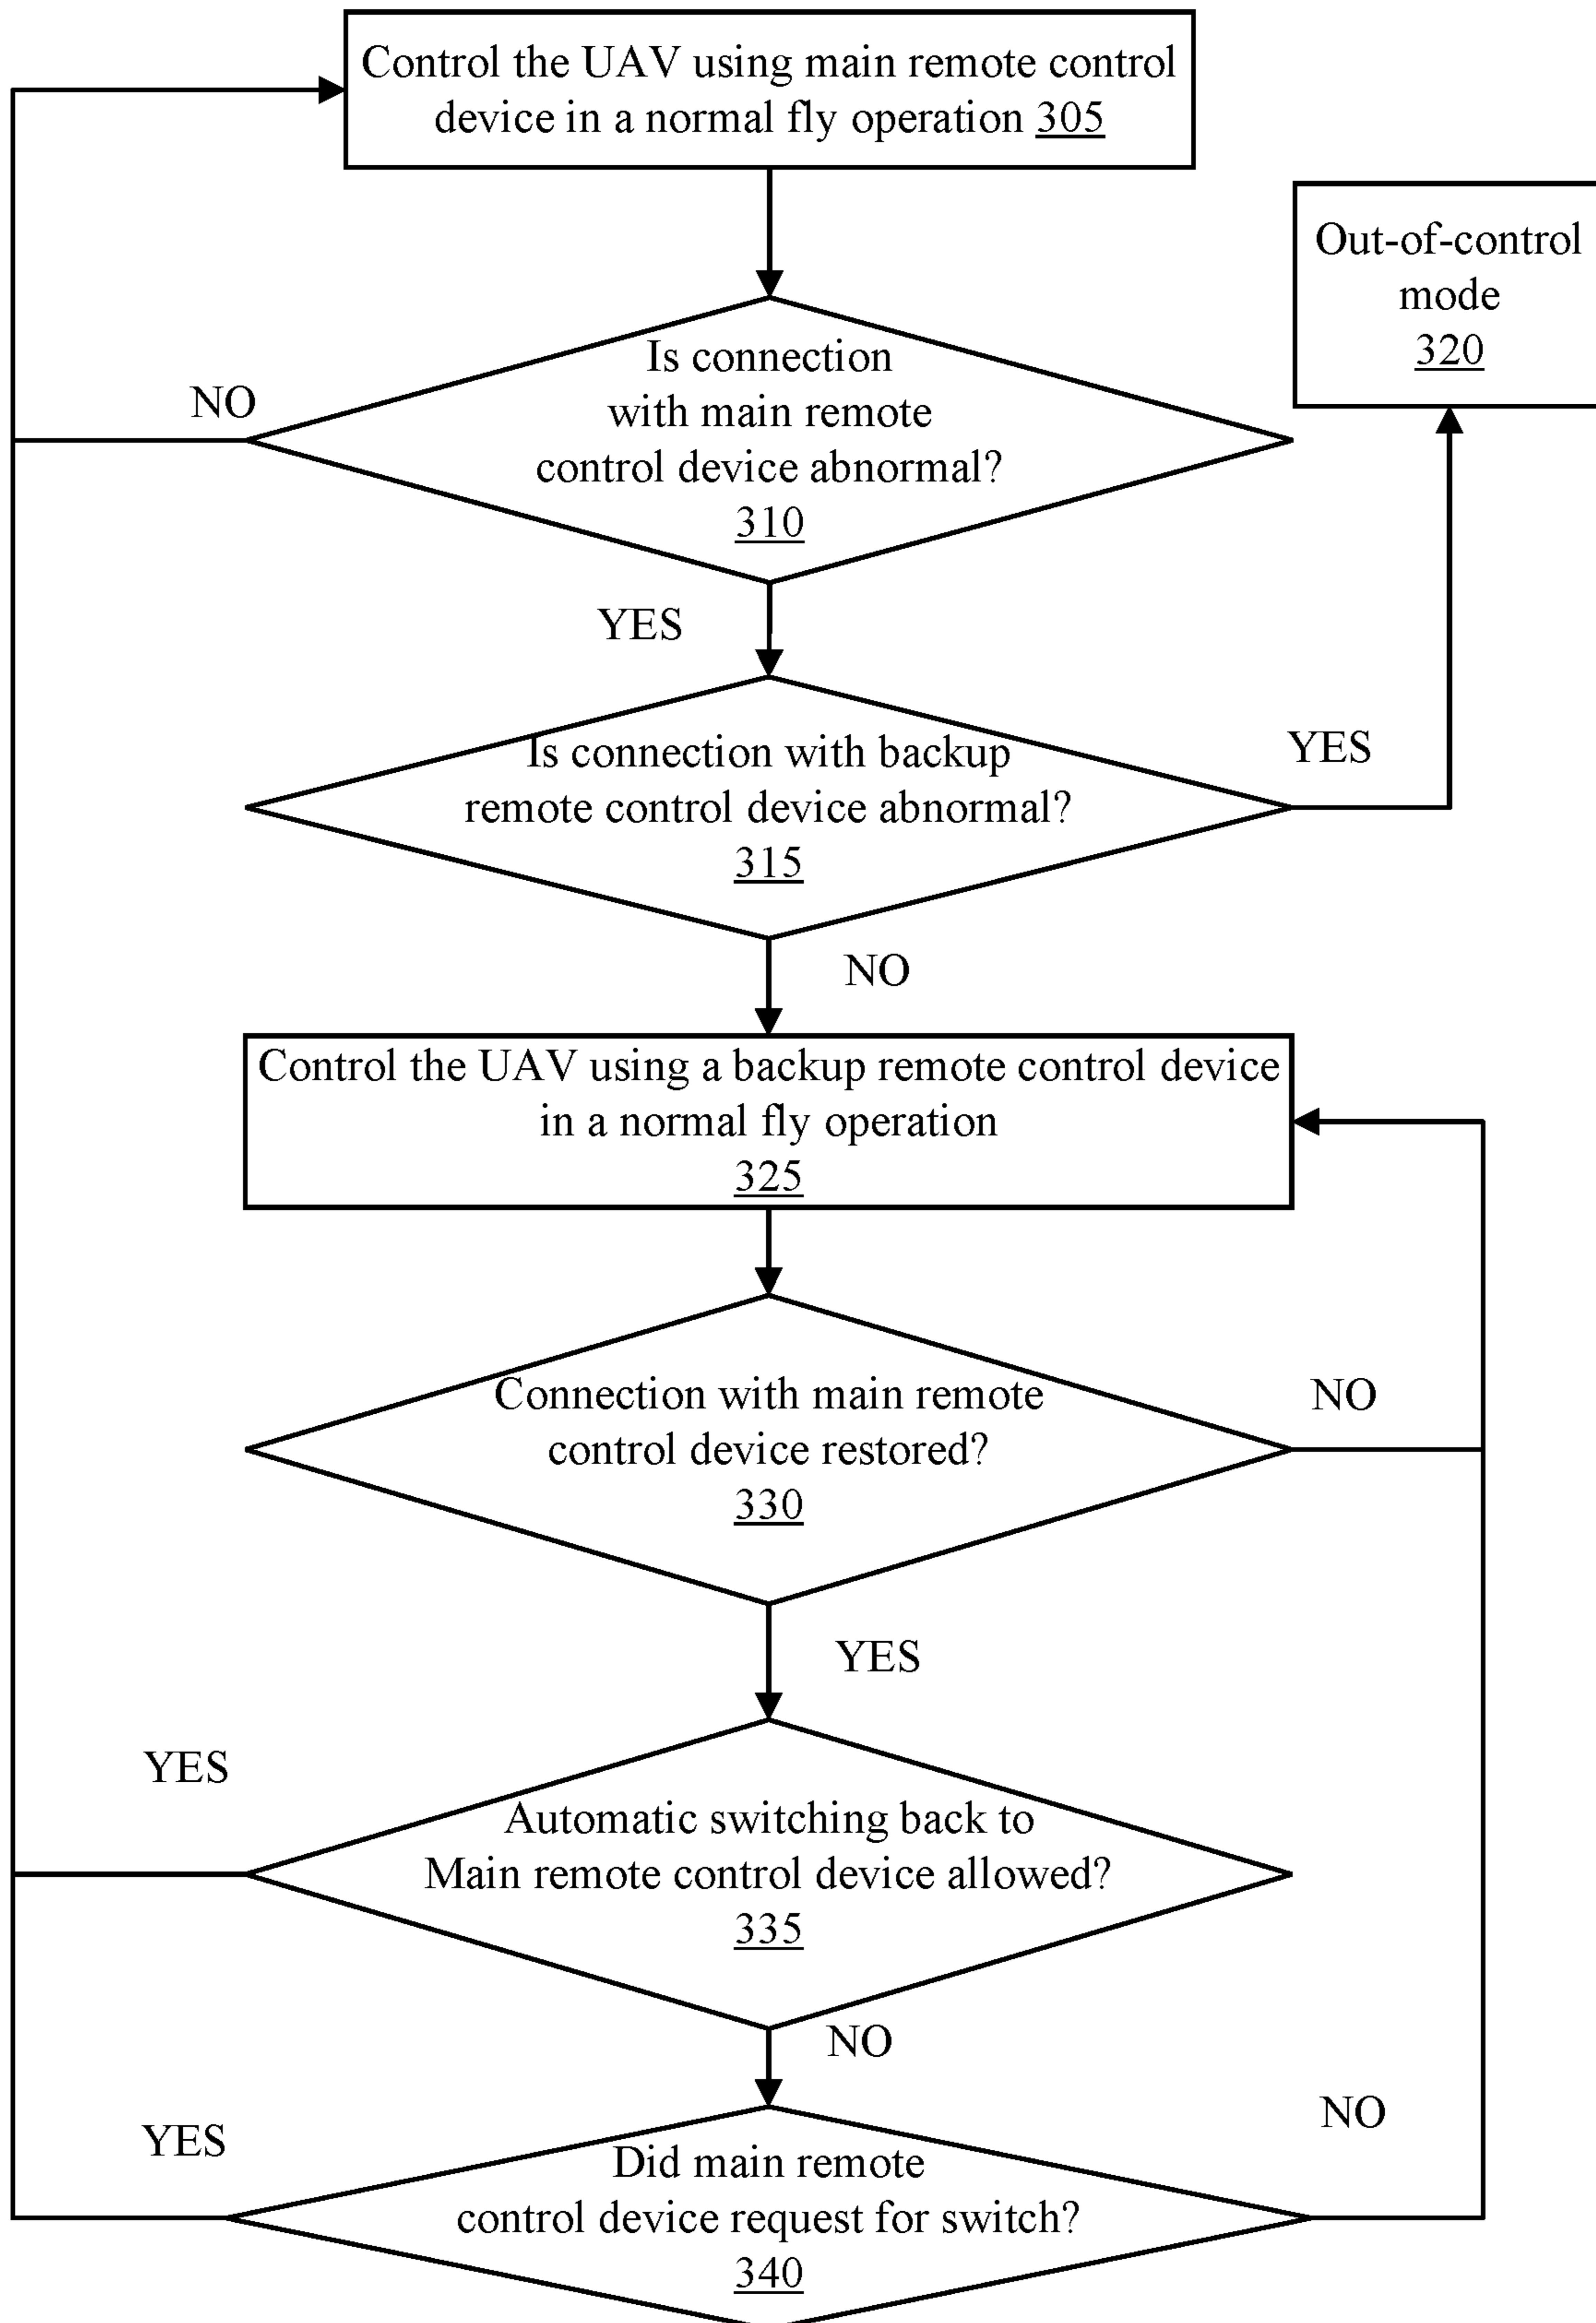 Control the UAV using main remote control
device in a normal fly operation 305
Out-of-control
mode
320
Is connection
with main remote
control device abnormal?
310
NO
YES
Is connection with backup
remote control device abnormal?
315
YES
NO
Control the UAV using a backup remote control device
in a normal fly operation
325
Connection with main remote
control device restored?
330
NO
YES
Automatic switching back to
Main remote control device allowed?
335
YES
NO
Did main remote
control device request for switch?
340
YES
NO